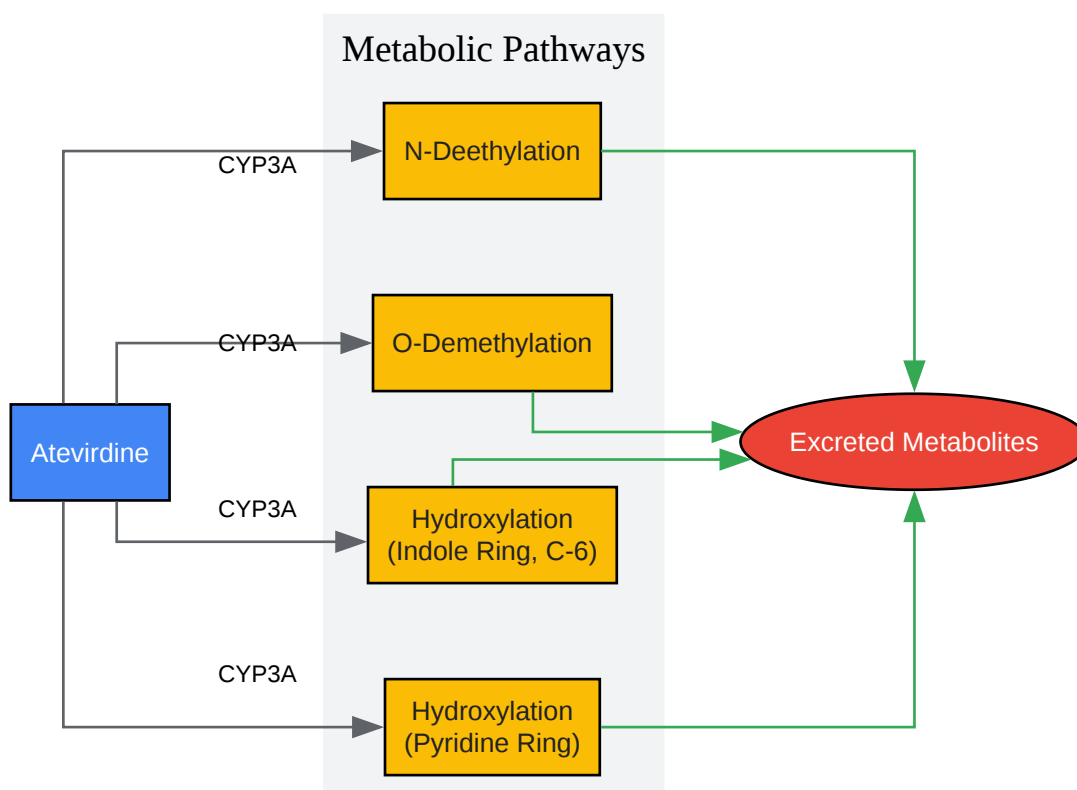 Metabolic Pathways
CYP3A
N-Deethylation
CYP3A
O-Demethylation
Atevirdine
Excreted Metabolites
CYP3A
Hydroxylation
(Indole Ring, C-6)
CYP3A
Hydroxylation
(Pyridine Ring)